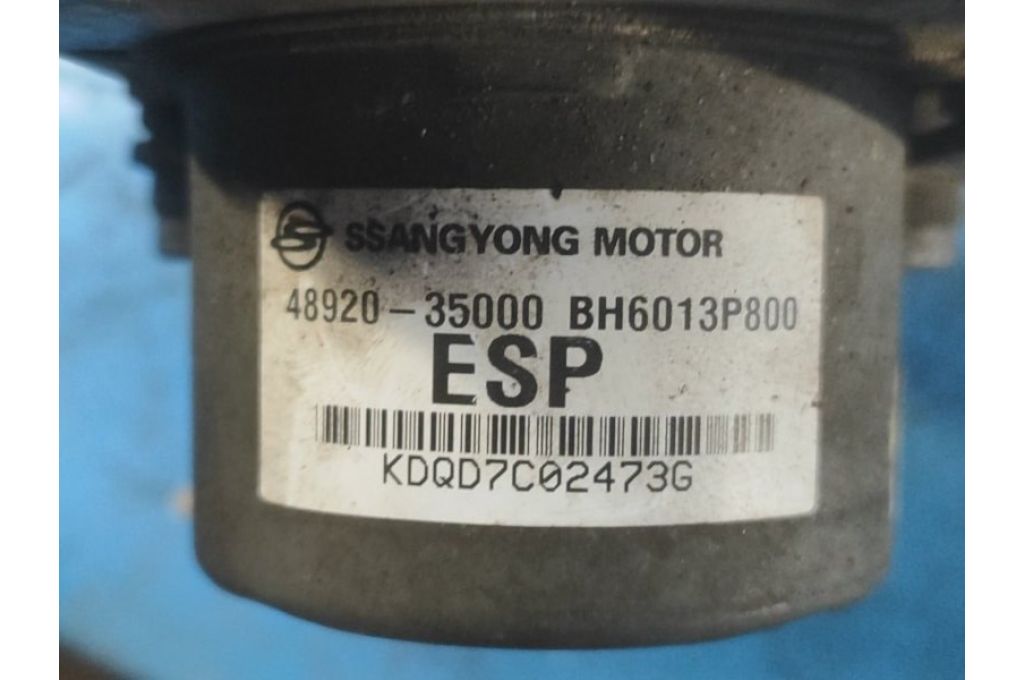 SSANGYONG MOTOR
48920-35000 BH6013P800
ESP
KDQD7C02473G